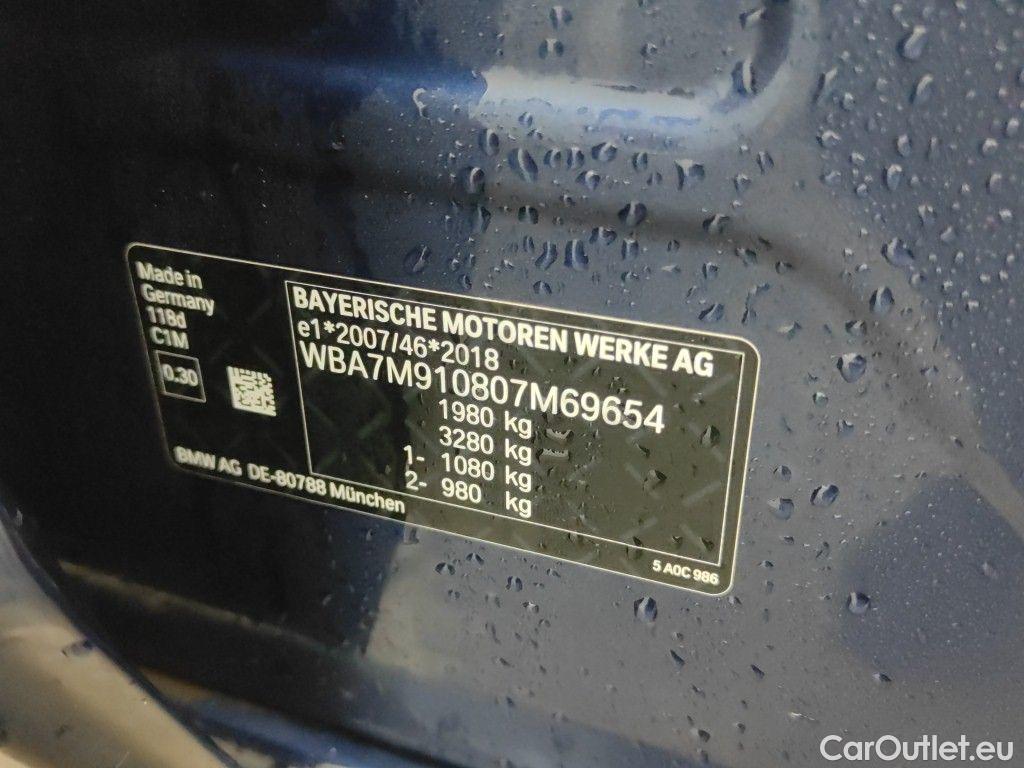 Made in
Germany
118d
C1M
0.30
BAYERISCHE MOTOREN WERKE AG
e1*2007/46*2018
WBA7M910807M69654
1980 kg
3280 kg
1- 1080 kg
2- 980 kg
BMW AG DE-80788 München
5 A0C 986
CarOutlet.eu